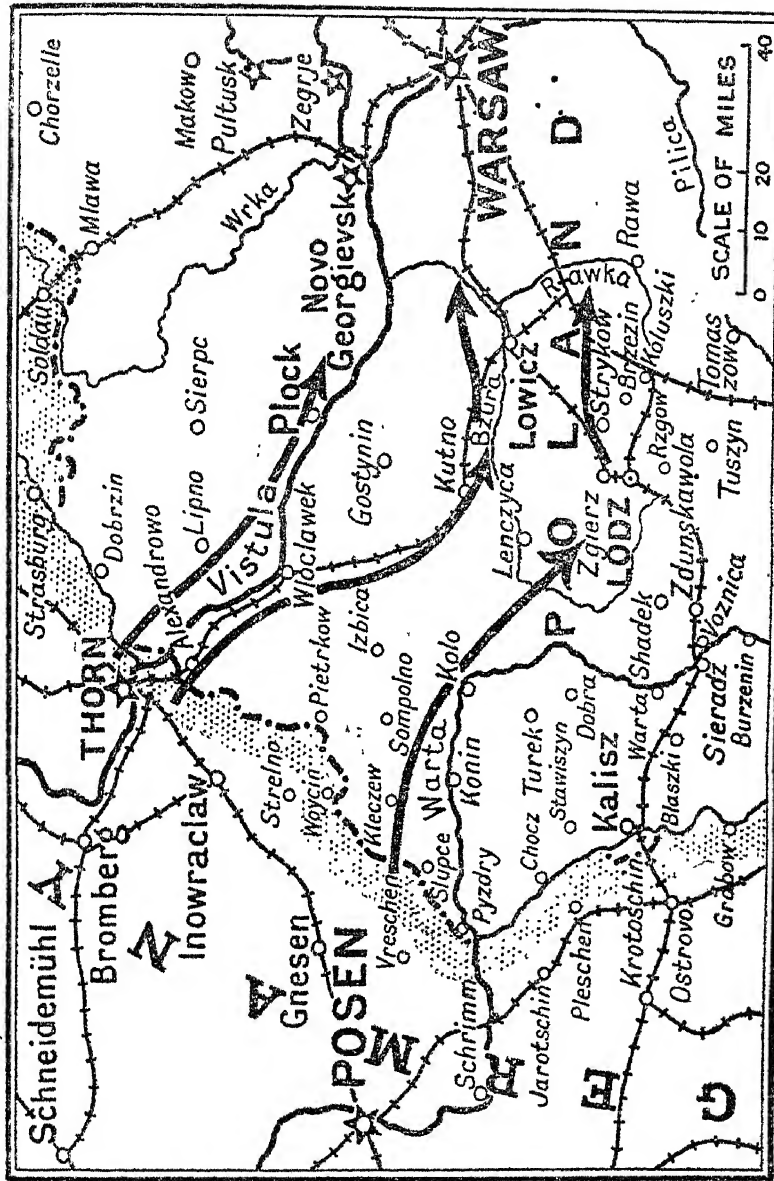 Schneidemühl
Bromberg
THORN
Strasburg
Soldau
Mlawa
Chorzelle
Dobrzin
Makow
Pultusk
Zegrje
Wrka
Inowraclaw
Alexandrowo
Lipno
Sierpc
Vistula
Plock
Novo
Georgievsk
Strelno
Woycin
Wloclawek
Pietrkow
Gnesen
POSEN
Izbica
Gostynin
Kleczew
Sompolno
Vreschen
Slupce
Kolo
Warta
Konin
Kutno
Bzura
WARSAW
Pyzdry
Schrimm
Lenczyca
Lowicz
Chocz
Turek
Stawiszyn
Dobra
Jarotschin
Pleschen
Zgierz
LODZ
Strykow
Brzezin
Koluszki
Rawka
Rawa
Kalisz
Warta
Shadek
Zdunskawola
Rzgow
Krotoschin
Ostrovo
Blaszki
Sieradz
Voznica
Burzenin
Tuszyn
Tomas
zow
Pilica
Grabow
GERMANY
POLAND
SCALE OF MILES
0 10 20 40